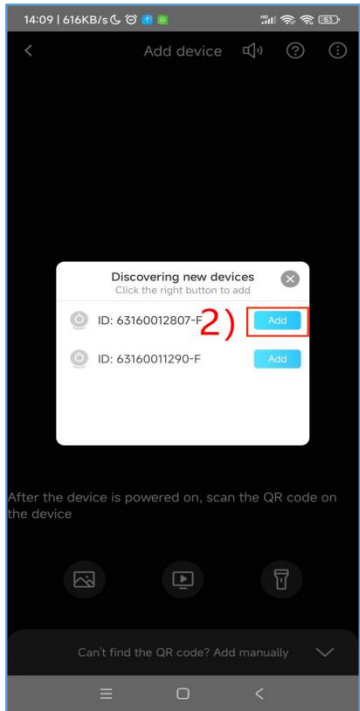 14:09 | 616KB/s
53
Add device
Discovering new devices
Click the right button to add
ID: 63160012807-F
2)
Add
ID: 63160011290-F
Add
After the device is powered on, scan the QR code on
the device
Can't find the QR code? Add manually